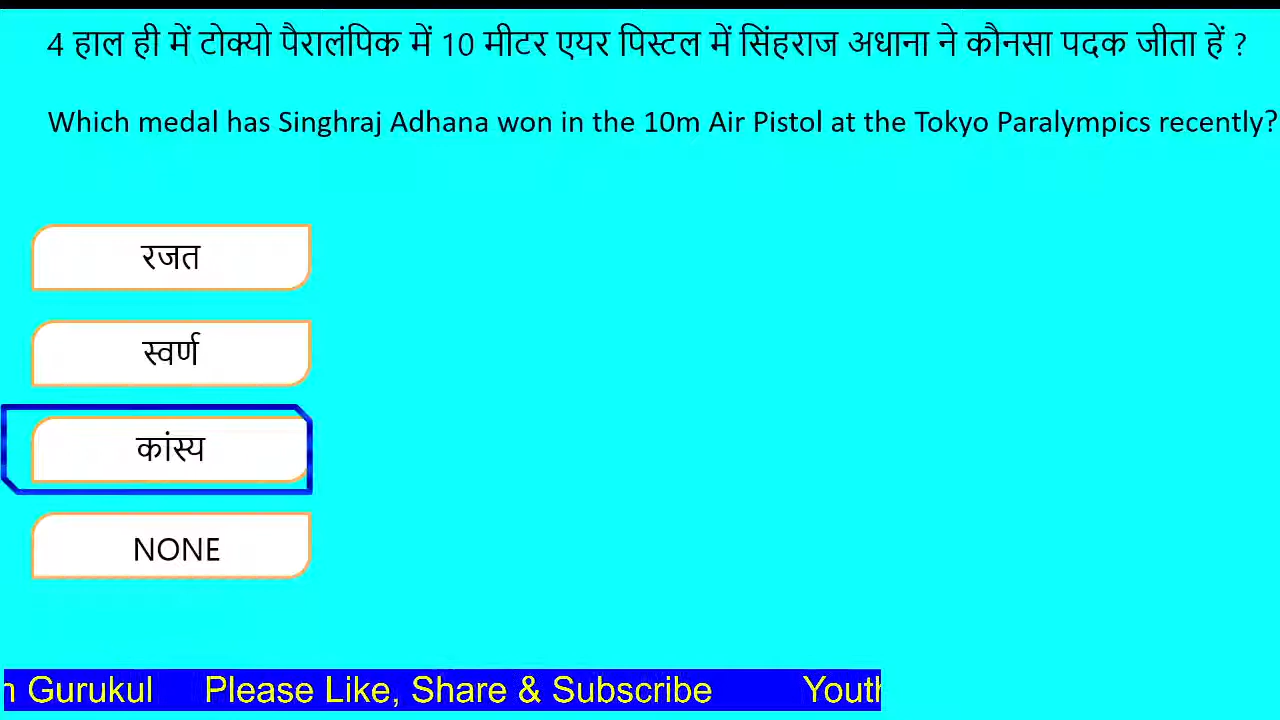 4 हाल ही में टोक्यो पैरालंपिक में 10 मीटर एयर पिस्टल में सिंहराज अधाना ने कौनसा पदक जीता हें ?
Which medal has Singhraj Adhana won in the 10m Air Pistol at the Tokyo Paralympics recently?
रजत
स्वर्ण
कांस्य
NONE
Gurukul Please Like, Share & Subscribe Youth